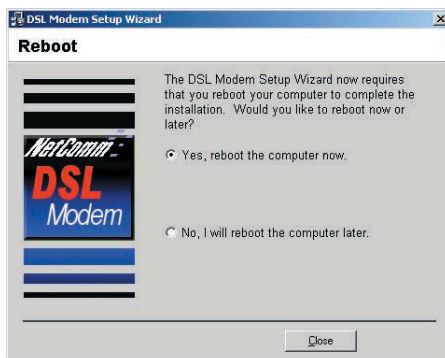 DSL Modem Setup Wizard
Reboot
The DSL Modem Setup Wizard now requires
that you reboot your computer to complete the
installation. Would you like to reboot now or
later?
Yes, reboot the computer now.
NetComm
DSL
Modem
No, I will reboot the computer later.
Close